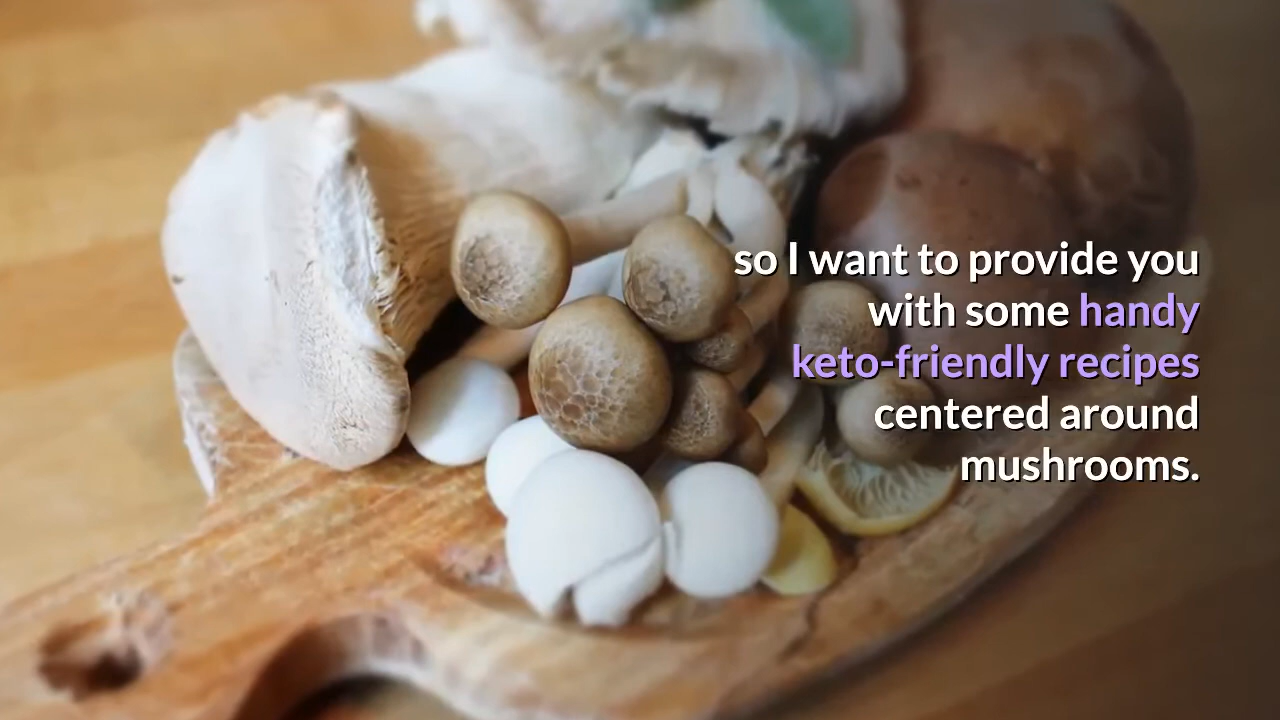 so I want to provide you
with some handy
keto-friendly recipes
centered around
mushrooms.